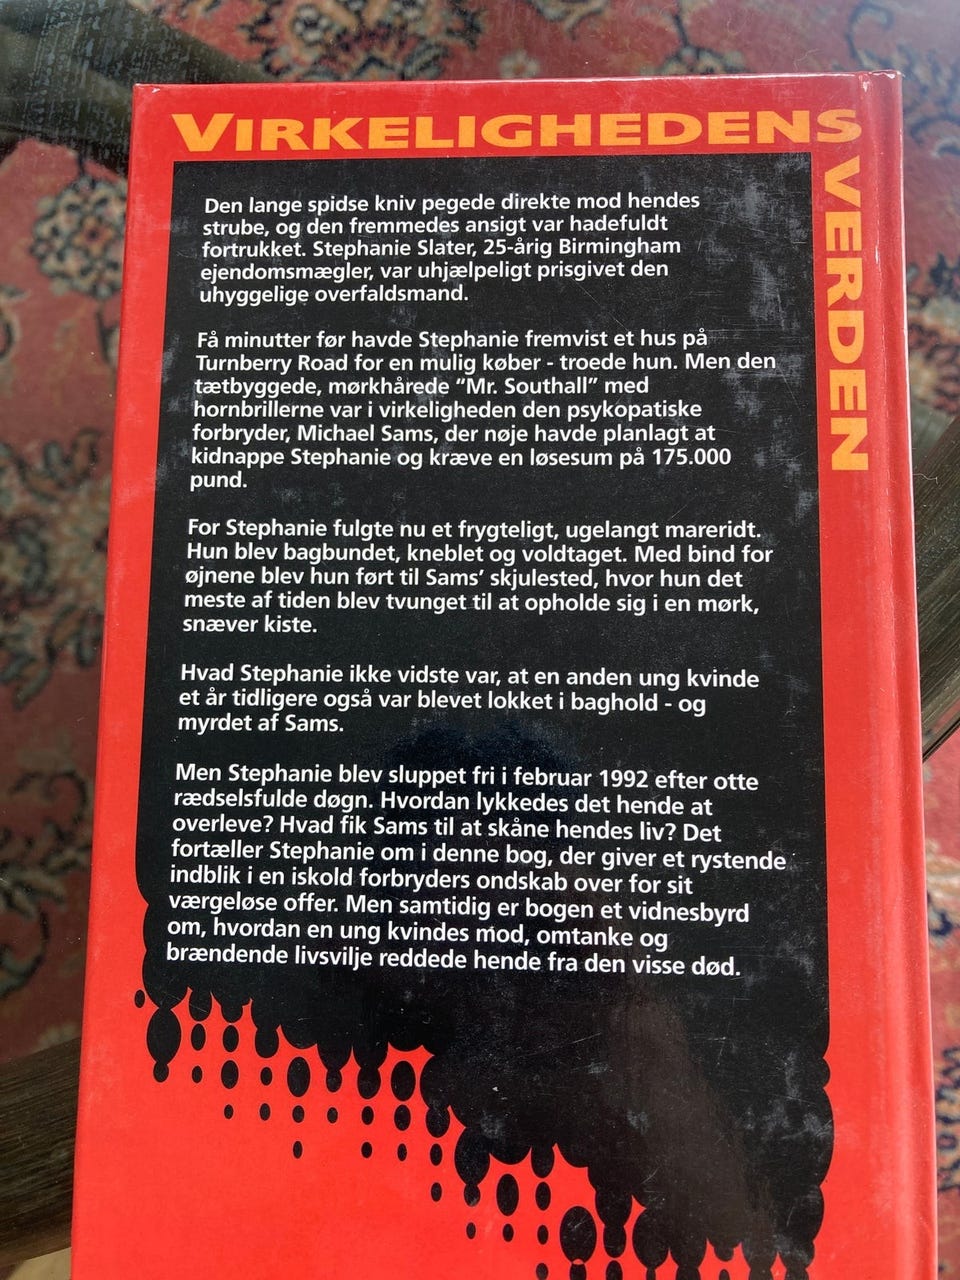 VIRKELIGHEDENS
VERDEN
Den lange spidse kniv pegede direkte mod hendes
strube, og den fremmedes ansigt var hadefuldt
fortrukket. Stephanie Slater, 25-årig Birmingham
ejendomsmægler, var uhjælpeligt prisgivet den
uhyggelige overfaldsmand.
Få minutter før havde Stephanie fremvist et hus på
Turnberry Road for en mulig køber - troede hun. Men den
tætbyggede, mørkhårede "Mr. Southall" med
hornbrillerne var i virkeligheden den psykopatiske
forbryder, Michael Sams, der nøje havde planlagt at
kidnappe Stephanie og kræve en løsesum på 175.000
pund.
For Stephanie fulgte nu et frygteligt, ugelangt mareridt.
Hun blev bagbundet, kneblet og voldtaget. Med bind for
øjnene blev hun ført til Sams' skjulested, hvor hun det
meste af tiden blev tvunget til at opholde sig i en mørk,
snæver kiste.
Hvad Stephanie ikke vidste var, at en anden ung kvinde
et år tidligere også var blevet lokket i baghold - og
myrdet af Sams.
Men Stephanie blev sluppet fri i februar 1992 efter otte
rædselsfulde døgn. Hvordan lykkedes det hende at
overleve? Hvad fik Sams til at skåne hendes liv? Det
fortæller Stephanie om i denne bog, der giver et rystende
indblik i en iskold forbryders ondskab over for sit
værgeløse offer. Men samtidig er bogen et vidnesbyrd
om, hvordan en ung kvindes mod, omtanke og
brændende livsvilje reddede hende fra den visse død.